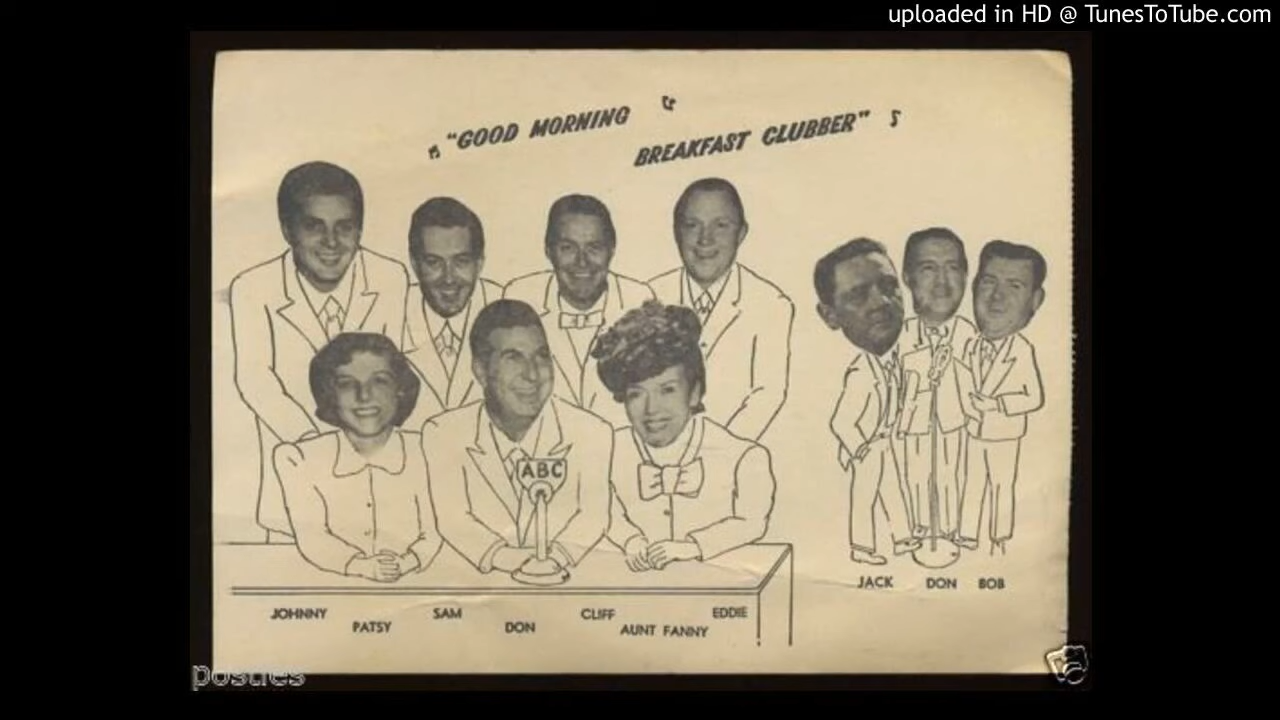 uploaded in HD @ TunesToTube.com
"GOOD MORNING
BREAKFAST CLUBBER"
ABC
JACK DON BOB
JOHNNY SAM CLIFF EDDIE
PATSY DON AUNT FANNY
posties